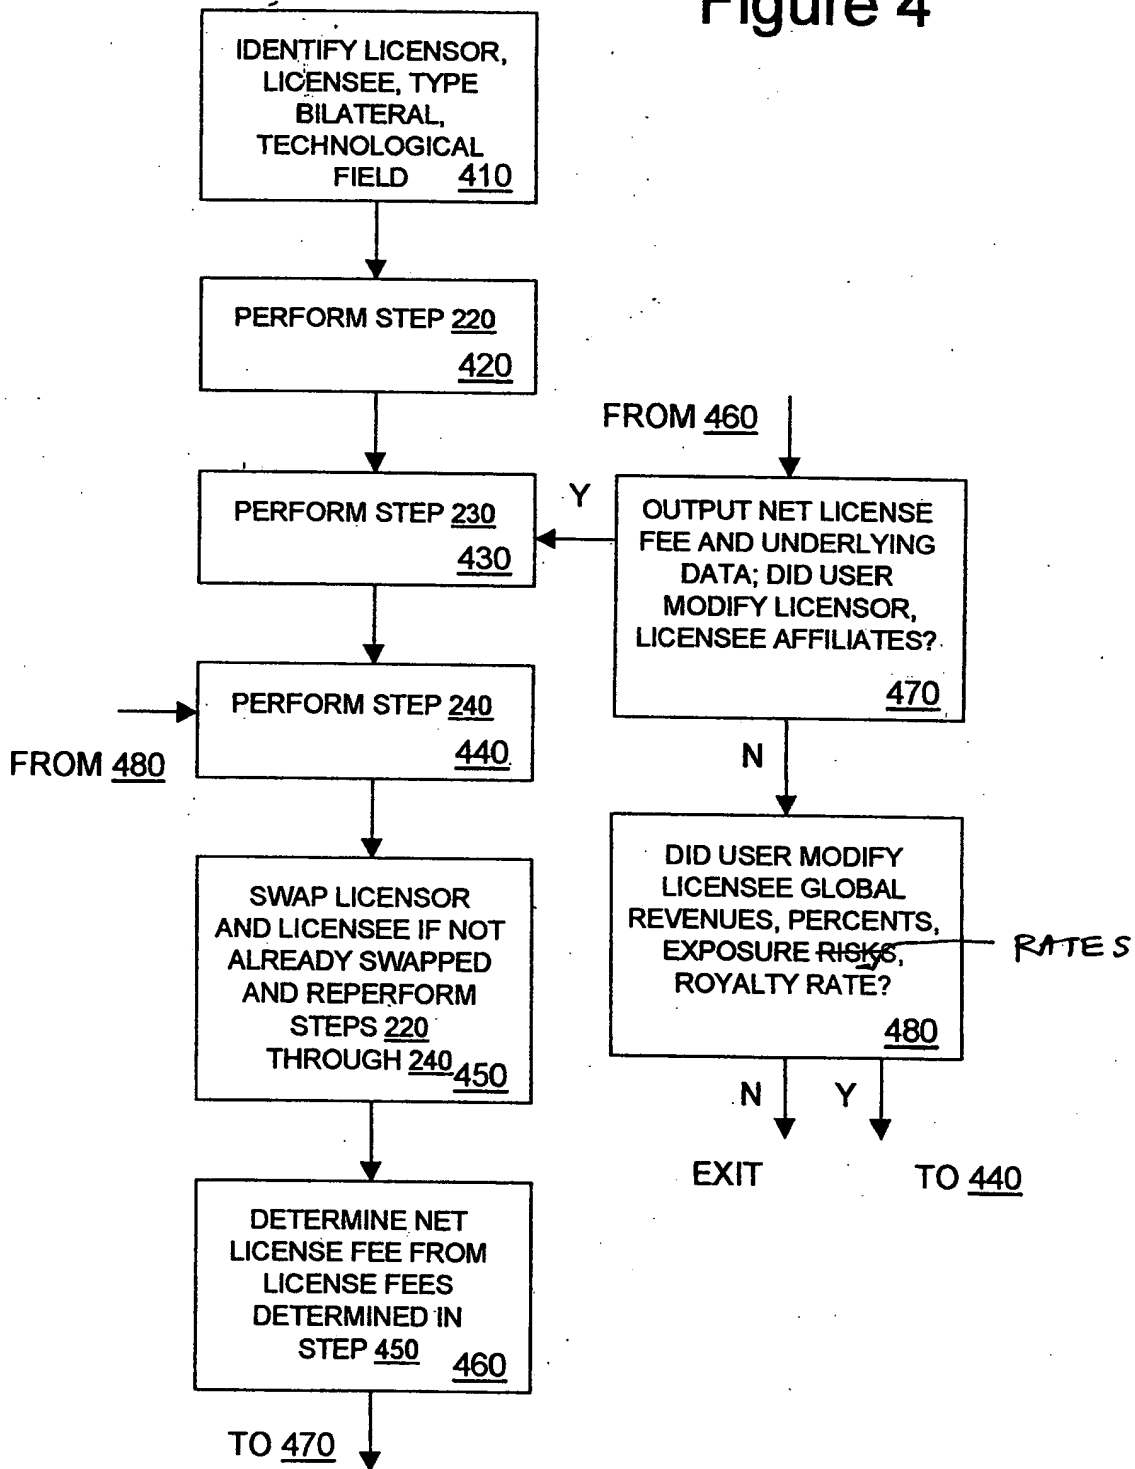 Figure 4
IDENTIFY LICENSOR,
LICENSEE, TYPE
BILATERAL,
TECHNOLOGICAL
FIELD 410
PERFORM STEP 220
420
PERFORM STEP 230
430
FROM 480
PERFORM STEP 240
440
SWAP LICENSOR
AND LICENSEE IF NOT
ALREADY SWAPPED
AND REPERFORM
STEPS 220
THROUGH 240 450
DETERMINE NET
LICENSE FEE FROM
LICENSE FEES
DETERMINED IN
STEP 450 460
TO 470
FROM 460
Y
OUTPUT NET LICENSE
FEE AND UNDERLYING
DATA; DID USER
MODIFY LICENSOR,
LICENSEE AFFILIATES?
470
N
DID USER MODIFY
LICENSEE GLOBAL
REVENUES, PERCENTS,
EXPOSURE RISKS, RATES
ROYALTY RATE?
480
N Y
EXIT TO 440